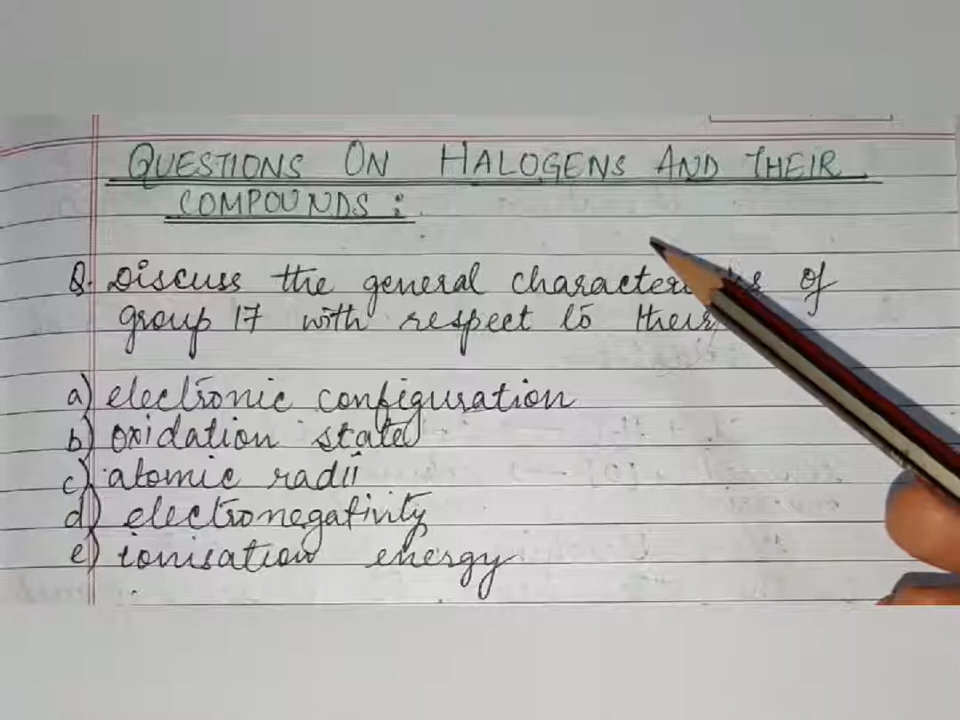 QUESTIONS ON HALOGENS AND THEIR
COMPOUNDS :
Q. Discuss the general of
group 17 with respect to their
a) electronic configuration
b) oxidation state
c) atomic radii
d) electronegativity
e) ionisation energy